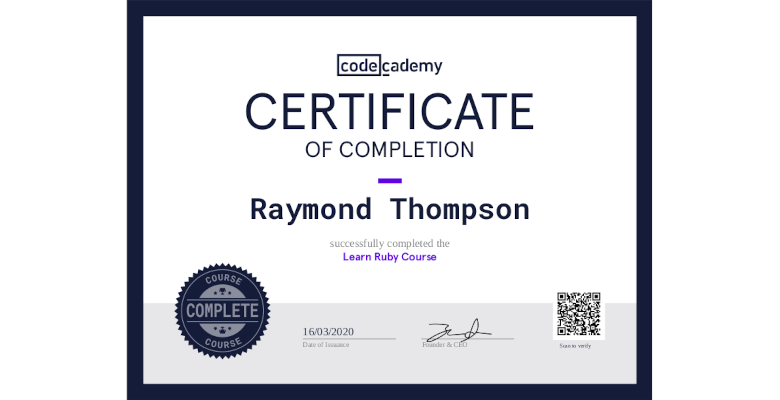 codecademy
CERTIFICATE
OF COMPLETION
Raymond Thompson
successfully completed the
Learn Ruby Course
COURSE
COMPLETE
COURSE
16/03/2020
Date of Issuance
Founder & CEO
Scan to verify